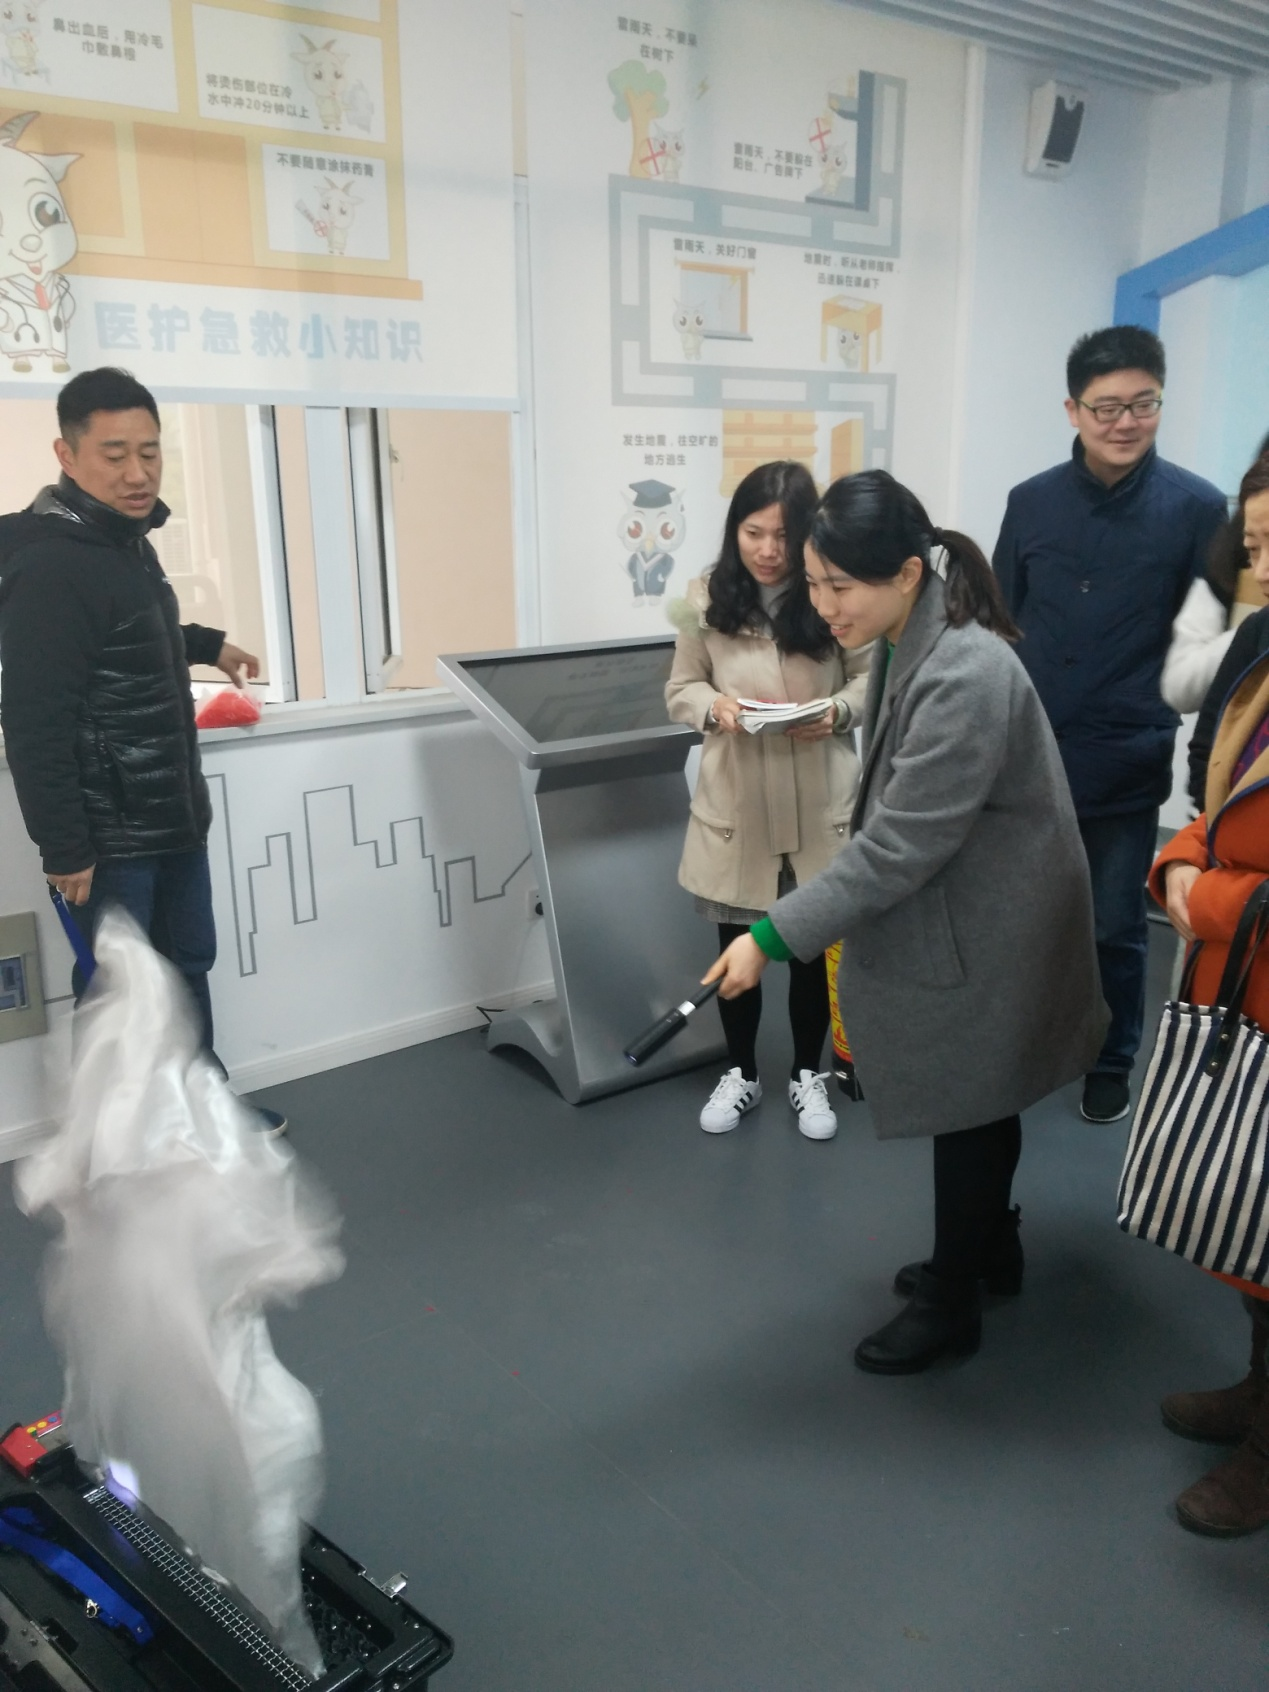 鼻出血后，用冷毛
巾敷鼻根
将烫伤部位在冷
水中冲20分钟以上
不要随意涂抹药膏
医护急救小知识
雷雨天，不要躲
在树下
雷雨天，不要躲在
阳台、广告牌下
雷雨天，关好门窗
地震时，听从老师指挥，
迅速躲在课桌下
发生地震，往空旷的
地方逃生